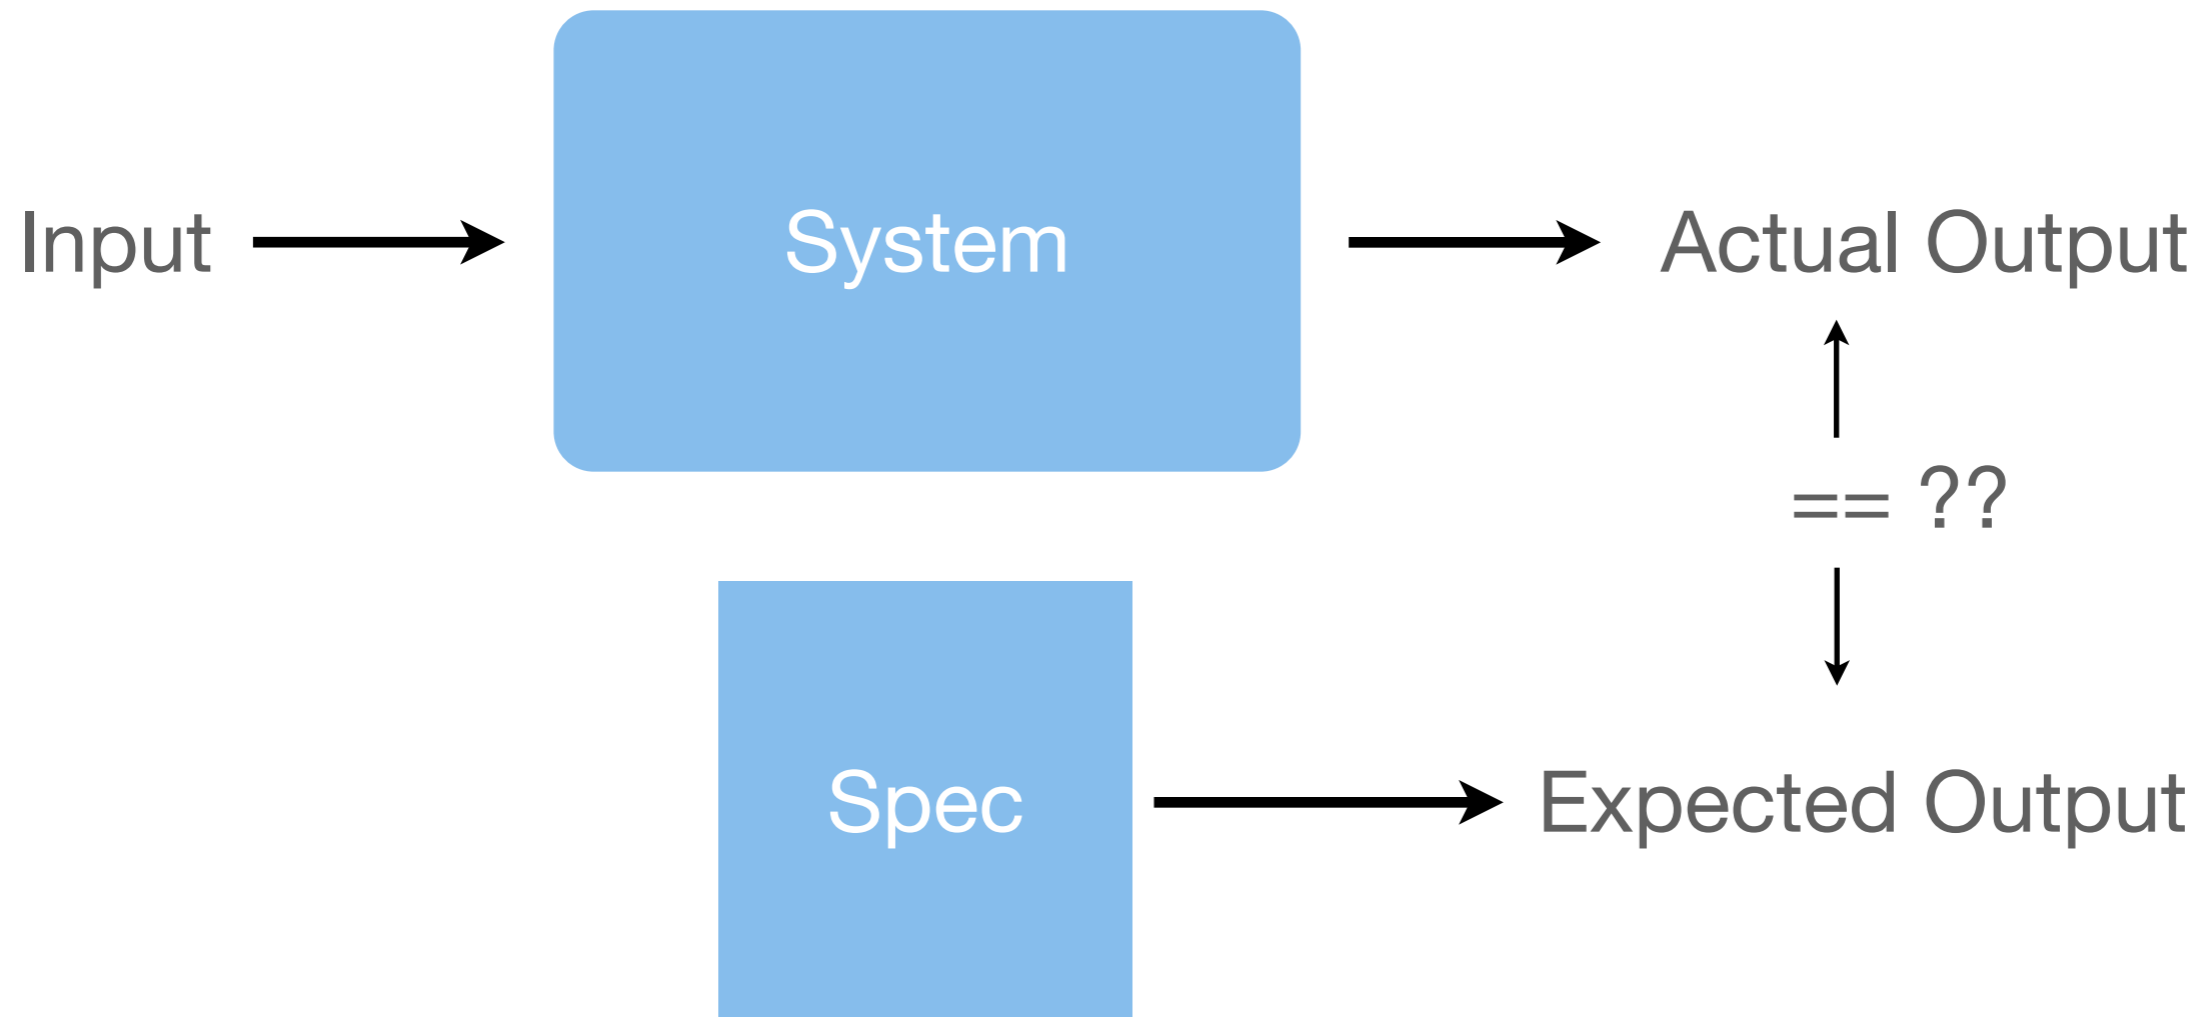 Input
System
Actual Output
== ??
Spec
Expected Output